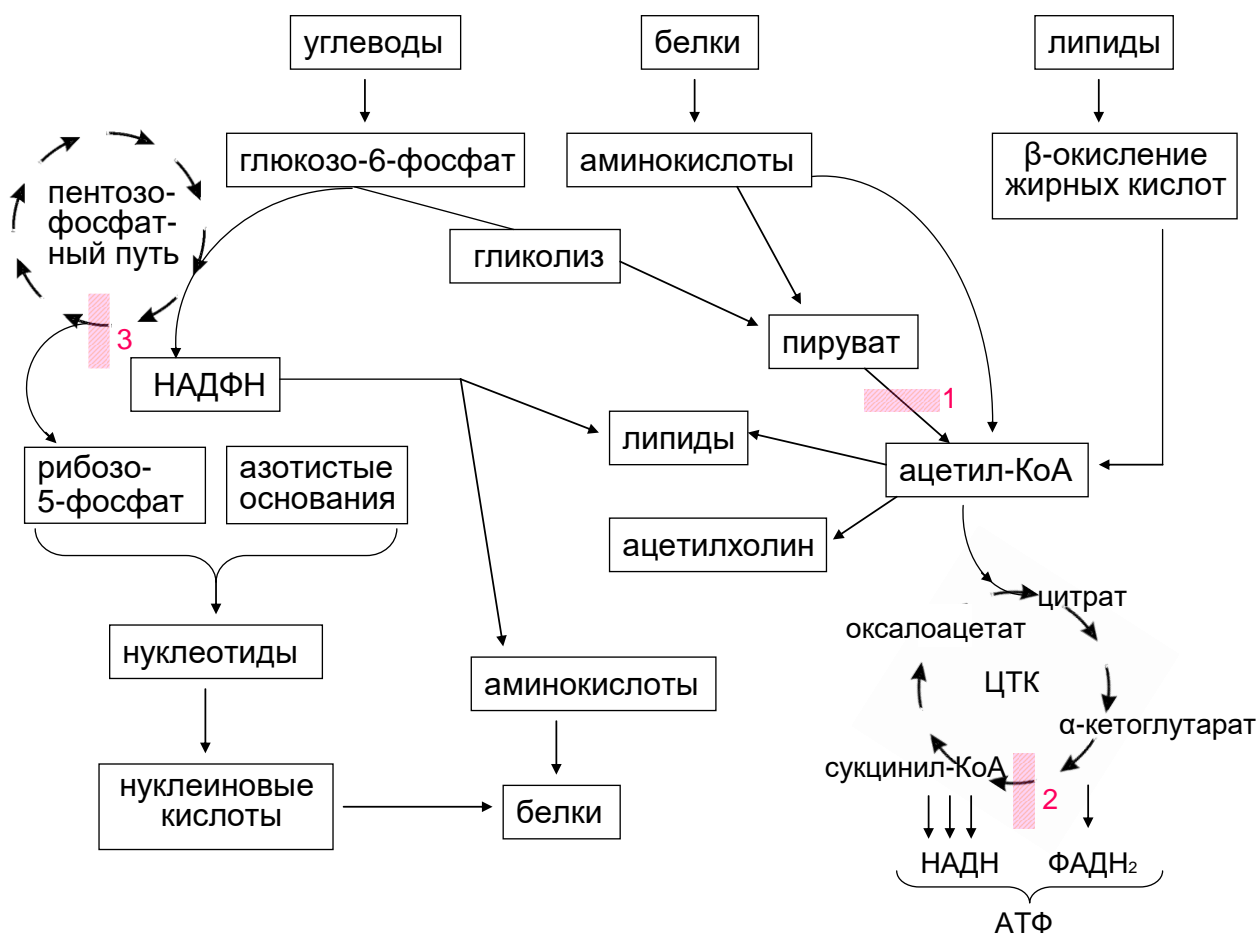 углеводы
белки
липиды
глюкозо-6-фосфат
аминокислоты
β-окисление
жирных кислот
пентозо-
фосфат-
ный путь
гликолиз
3
пируват
НАДФН
1
липиды
ацетил-КоА
рибозо-
5-фосфат
азотистые
основания
ацетилхолин
цитрат
оксалоацетат
нуклеотиды
аминокислоты
ЦТК
α-кетоглутарат
сукцинил-КоА
2
нуклеиновые
кислоты
белки
НАДН
ФАДН₂
АТФ